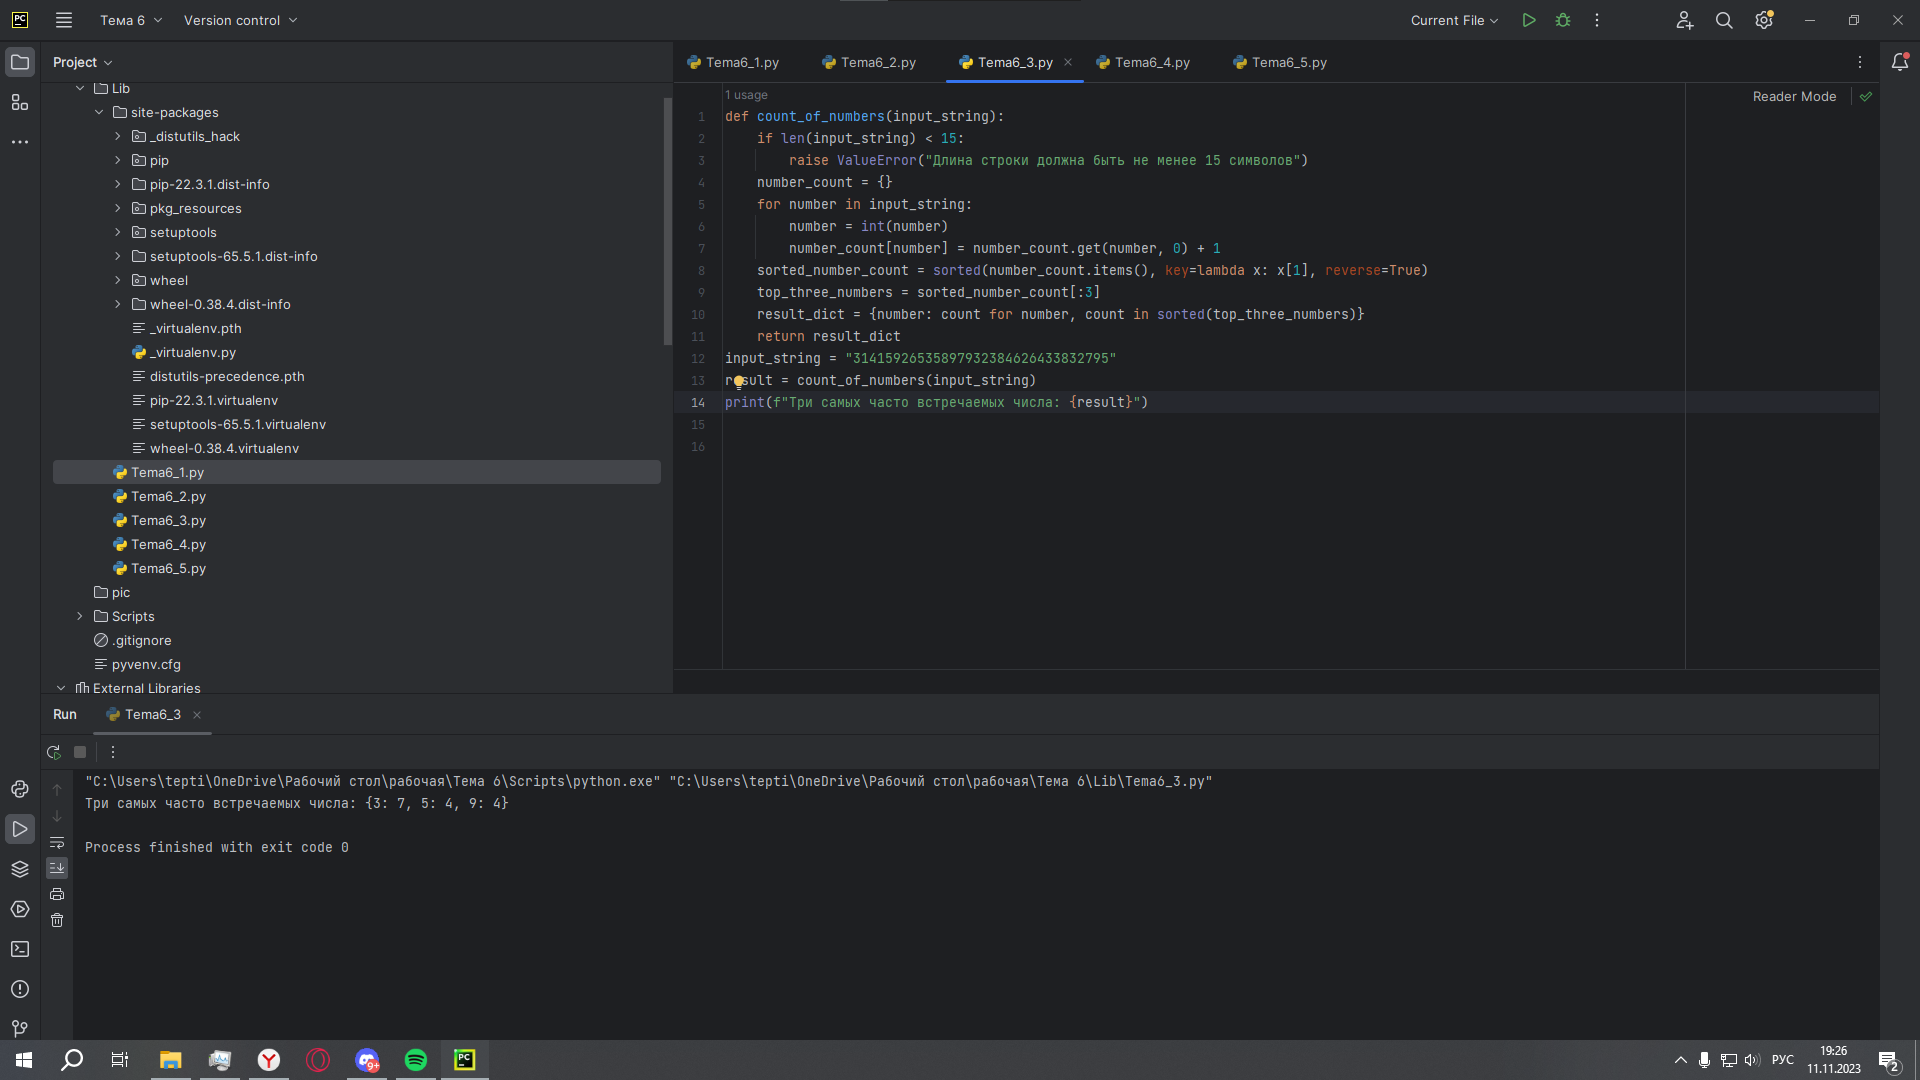 PC Тема 6 Version control Current File
Project
Lib
site-packages
_distutils_hack
pip
pip-22.3.1.dist-info
pkg_resources
setuptools
setuptools-65.5.1.dist-info
wheel
wheel-0.38.4.dist-info
_virtualenv.pth
_virtualenv.py
distutils-precedence.pth
pip-22.3.1.virtualenv
setuptools-65.5.1.virtualenv
wheel-0.38.4.virtualenv
Tema6_1.py
Tema6_2.py
Tema6_3.py
Tema6_4.py
Tema6_5.py
pic
Scripts
.gitignore
pyvenv.cfg
External Libraries
Tema6_1.py Tema6_2.py Tema6_3.py Tema6_4.py Tema6_5.py
1 usage
Reader Mode
1 def count_of_numbers(input_string):
2 if len(input_string) < 15:
3 raise ValueError("Длина строки должна быть не менее 15 символов")
4 number_count = {}
5 for number in input_string:
6 number = int(number)
7 number_count[number] = number_count.get(number, 0) + 1
8 sorted_number_count = sorted(number_count.items(), key=lambda x: x[1], reverse=True)
9 top_three_numbers = sorted_number_count[:3]
10 result_dict = {number: count for number, count in sorted(top_three_numbers)}
11 return result_dict
12 input_string = "3141592653589793238462643​3832795"
13 result = count_of_numbers(input_string)
14 print(f"Три самых часто встречаемых числа: {result}")
15
16
Run Tema6_3
"C:\Users\tepti\OneDrive\Рабочий стол\рабочая\Тема 6\Scripts\python.exe" "C:\Users\tepti\OneDrive\Рабочий стол\рабочая\Тема 6\Lib\Tema6_3.py"
Три самых часто встречаемых числа: {3: 7, 5: 4, 9: 4}
Process finished with exit code 0
9+
PC
РУС
19:26
11.11.2023
2